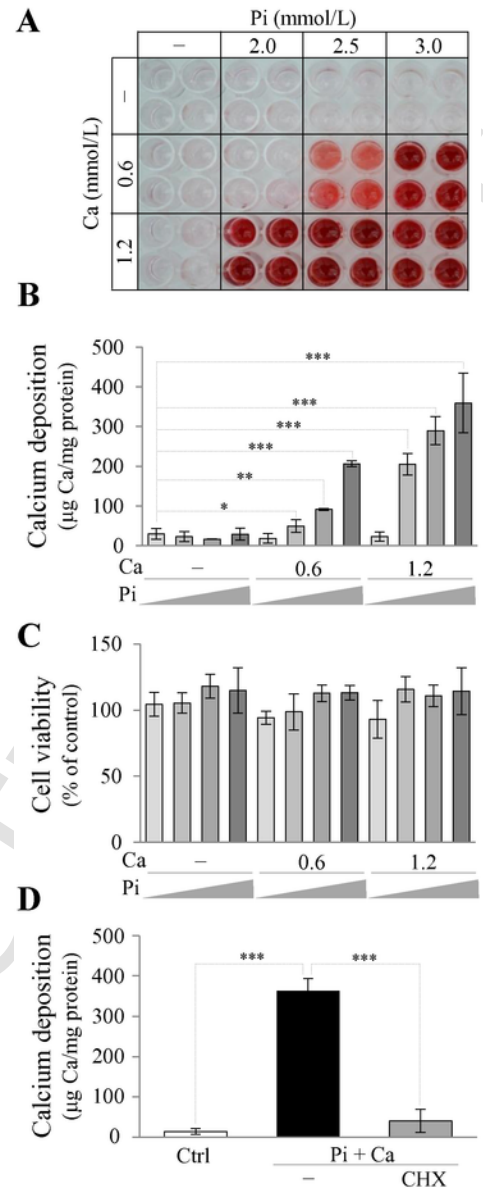 A
Pi (mmol/L)
– 2.0 2.5 3.0
Ca (mmol/L)
–
0.6
1.2
B
Calcium deposition
(µg Ca/mg protein)
500
400
300
200
100
0
***
***
***
***
**
*
Ca – 0.6 1.2
Pi
C
Cell viability
(% of control)
150
100
50
0
Ca – 0.6 1.2
Pi
D
Calcium deposition
(µg Ca/mg protein)
500
400
300
200
100
0
*** ***
Ctrl Pi + Ca
– CHX